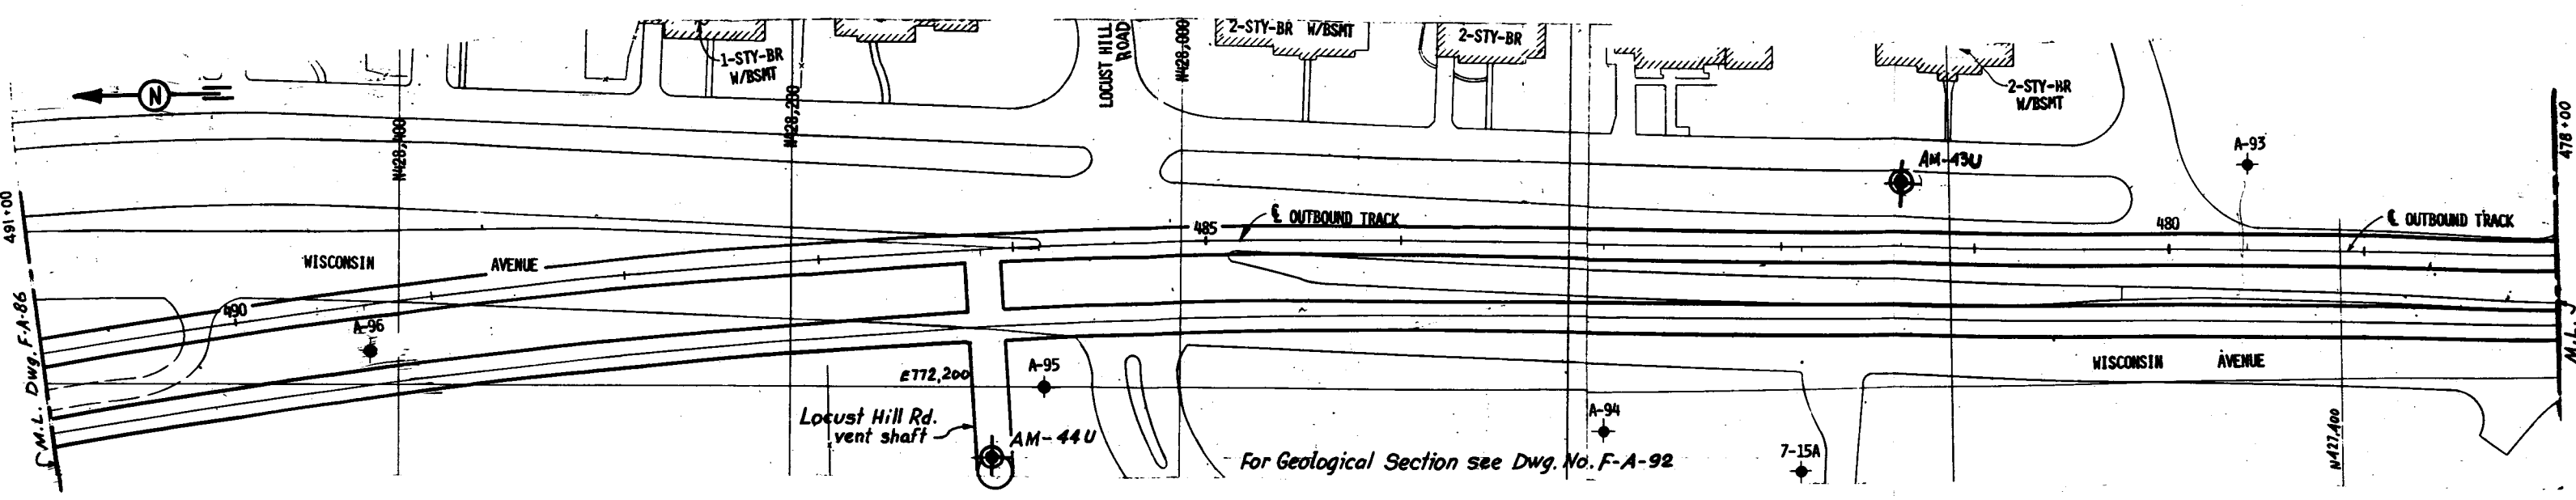 1-STY-BR
W/BSMT
LOCUST HILL
ROAD
N428,000
2-STY-BR W/BSMT
2-STY-BR
2-STY-BR
W/BSMT
478+00
N
N428,400
N428,200
A-93
AM-43U
491+00
485
℄ OUTBOUND TRACK
480
℄ OUTBOUND TRACK
WISCONSIN AVENUE
490
A-96
M.L. Dwg. F-A-86
E772,200
A-95
WISCONSIN AVENUE
M.L.
Locust Hill Rd.
vent shaft
AM-44U
A-94
N427,400
7-15A
For Geological Section see Dwg. No. F-A-92